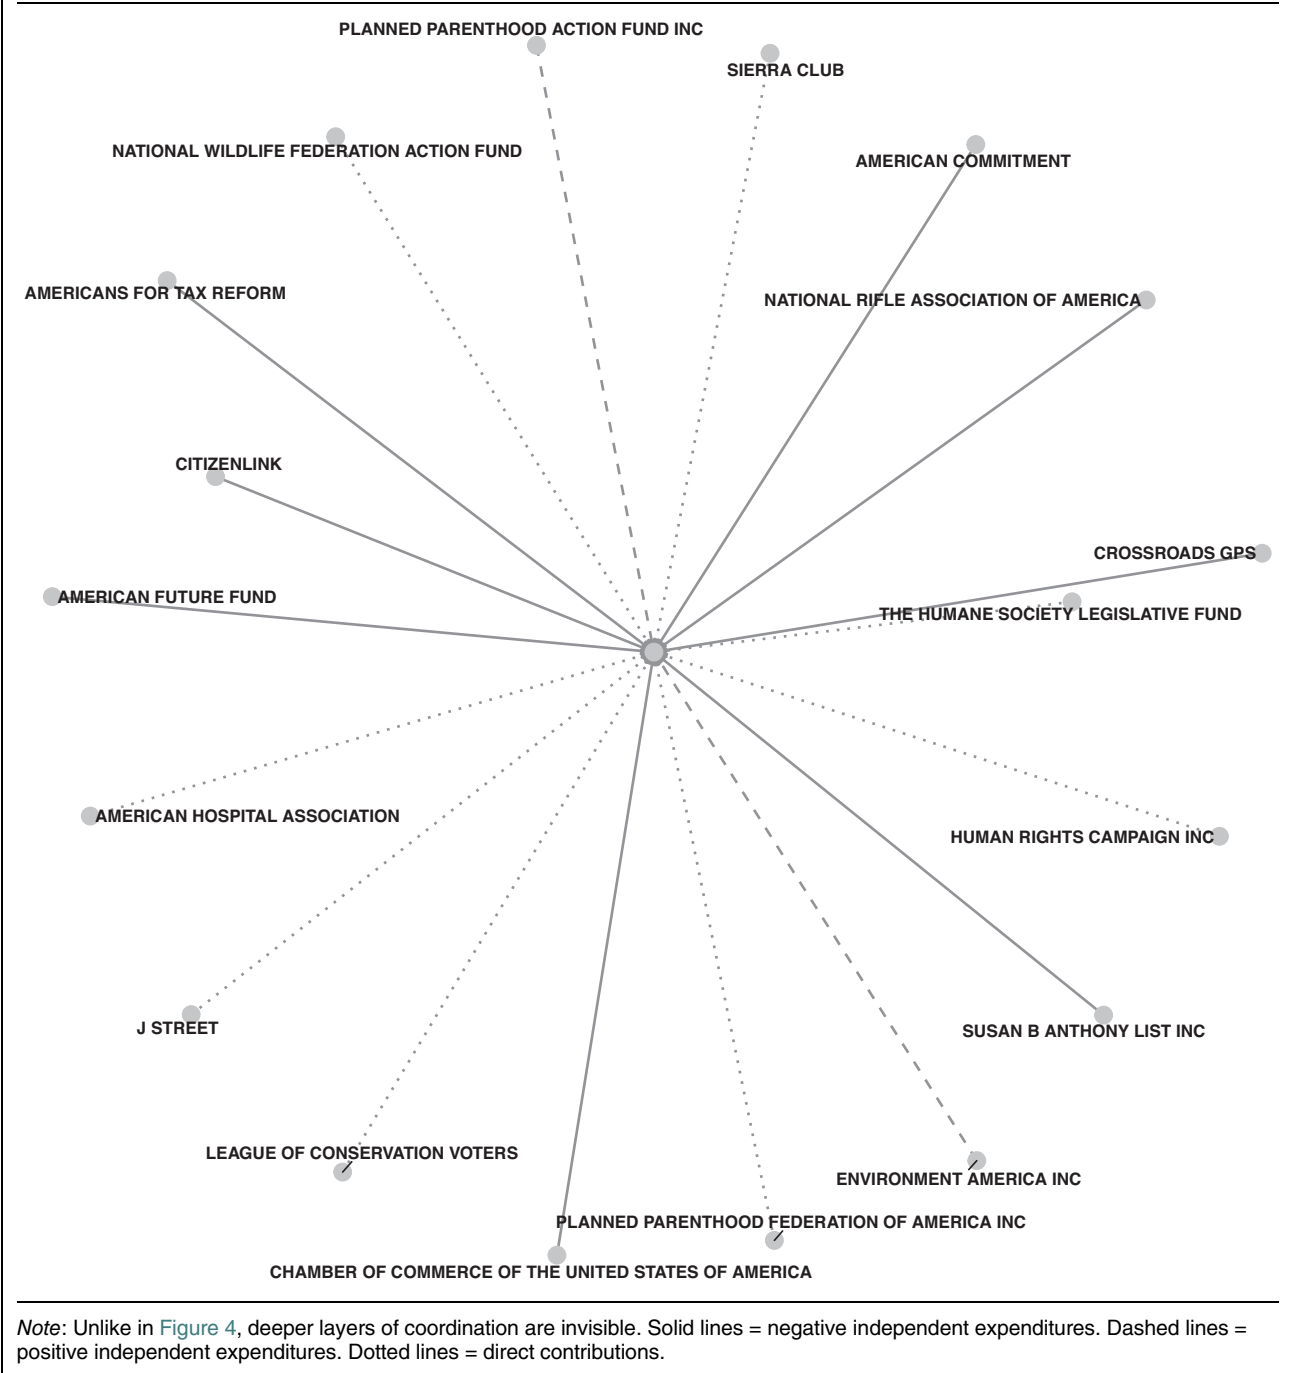 PLANNED PARENTHOOD ACTION FUND INC
SIERRA CLUB
NATIONAL WILDLIFE FEDERATION ACTION FUND
AMERICAN COMMITMENT
AMERICANS FOR TAX REFORM
NATIONAL RIFLE ASSOCIATION OF AMERICA
CITIZENLINK
CROSSROADS GPS
AMERICAN FUTURE FUND
THE HUMANE SOCIETY LEGISLATIVE FUND
AMERICAN HOSPITAL ASSOCIATION
HUMAN RIGHTS CAMPAIGN INC
J STREET
SUSAN B ANTHONY LIST INC
LEAGUE OF CONSERVATION VOTERS
ENVIRONMENT AMERICA INC
PLANNED PARENTHOOD FEDERATION OF AMERICA INC
CHAMBER OF COMMERCE OF THE UNITED STATES OF AMERICA
Note: Unlike in Figure 4, deeper layers of coordination are invisible. Solid lines = negative independent expenditures. Dashed lines =
positive independent expenditures. Dotted lines = direct contributions.